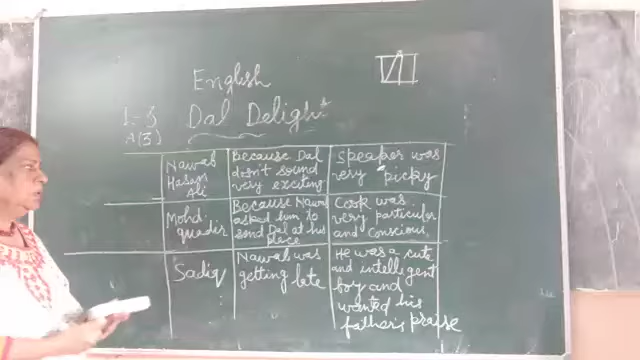 English
L-3 Dal Delight
A(3)
Nawab
Hasan
Ali
because Dal
doesn't sound
very exciting
Speaker was
very picky
Mohd.
quadir
Because Nawab
asked him to
send Dal at his
place
Cook was
very particular
and conscious.
Sadiq
Nawab was
getting late
He was a cute
and intelligent
boy and
wanted his
father's praise